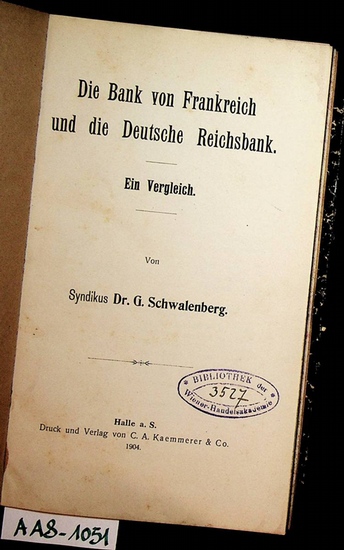 Die Bank von Frankreich
und die Deutsche Reichsbank.
Ein Vergleich.
Von
Syndikus Dr. G. Schwalenberg.
BIBLIOTHEK der
3527
Wiener-Handelsakademie
Halle a. S.
Druck und Verlag von C. A. Kaemmerer & Co.
1904.
AA8-1051